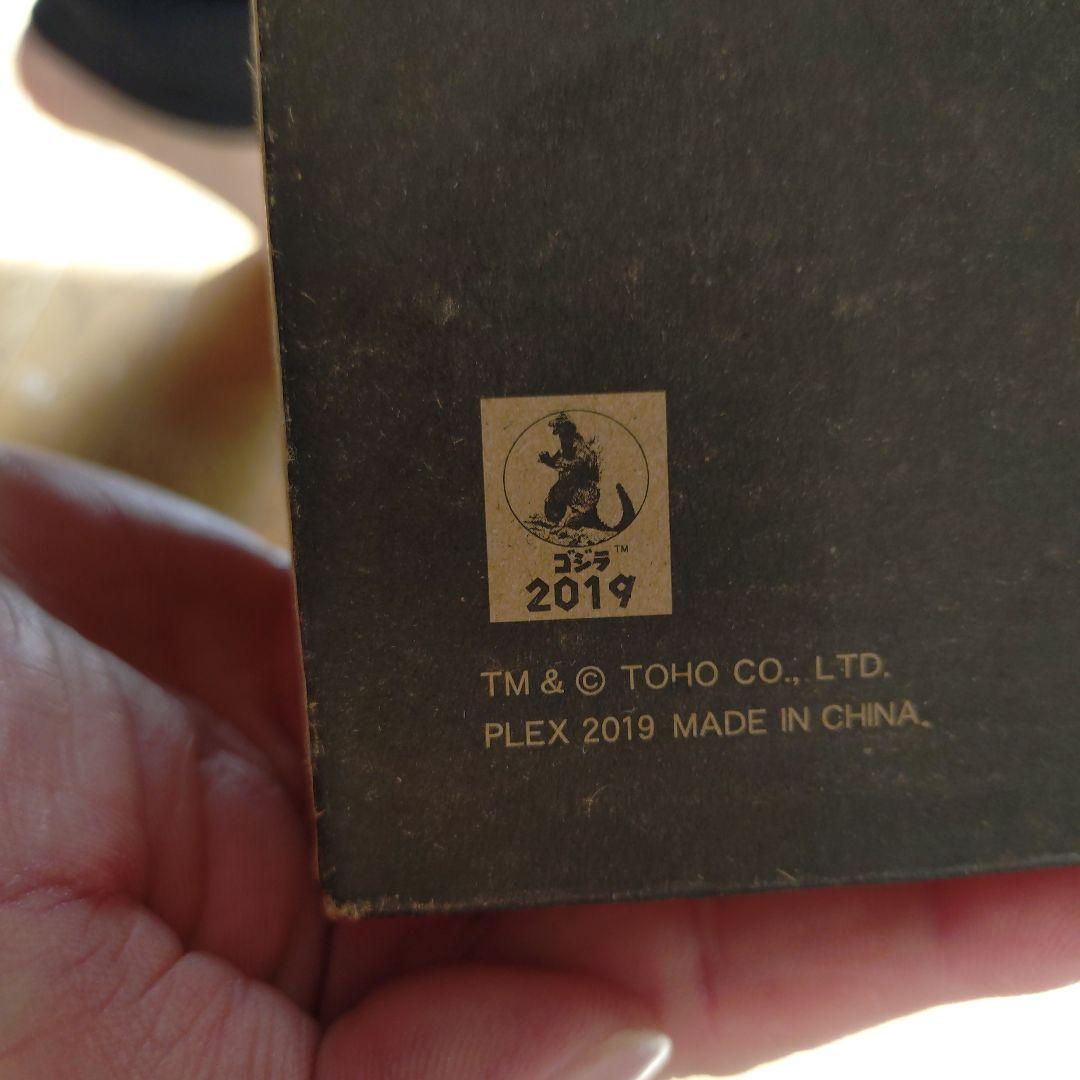 ゴジラ™
2019
TM & © TOHO CO., LTD.
PLEX 2019 MADE IN CHINA.